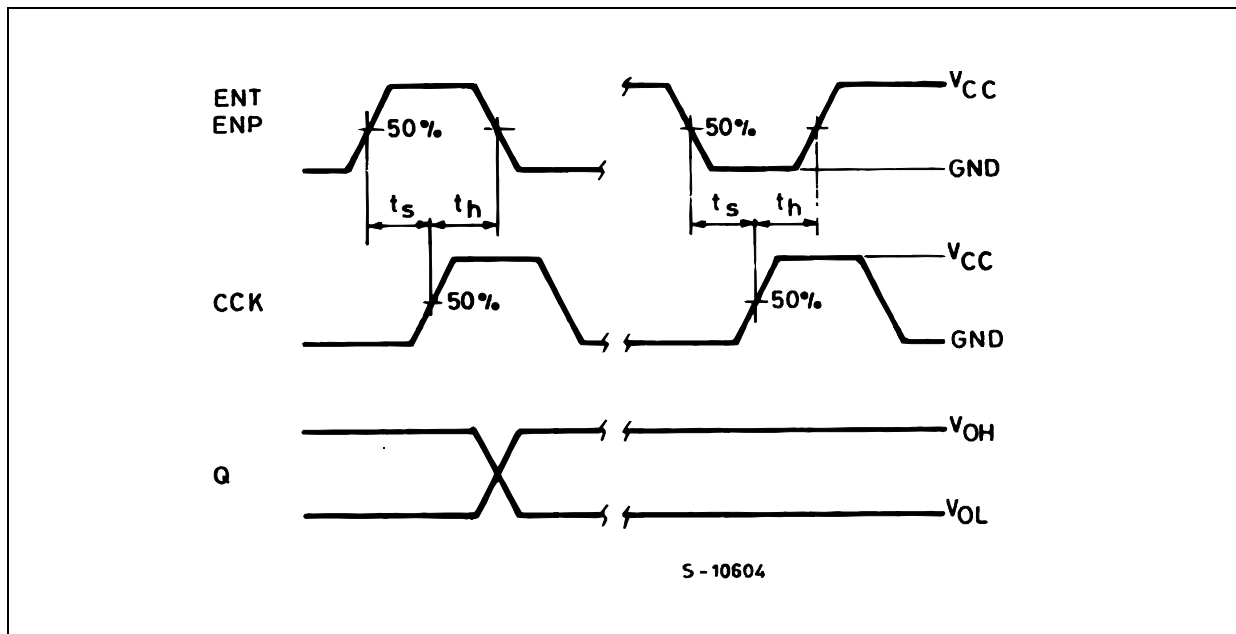 ENT
ENP
50%
50%
VCC
GND
ts
th
ts
th
CCK
50%
50%
VCC
GND
Q
VOH
VOL
S-10604